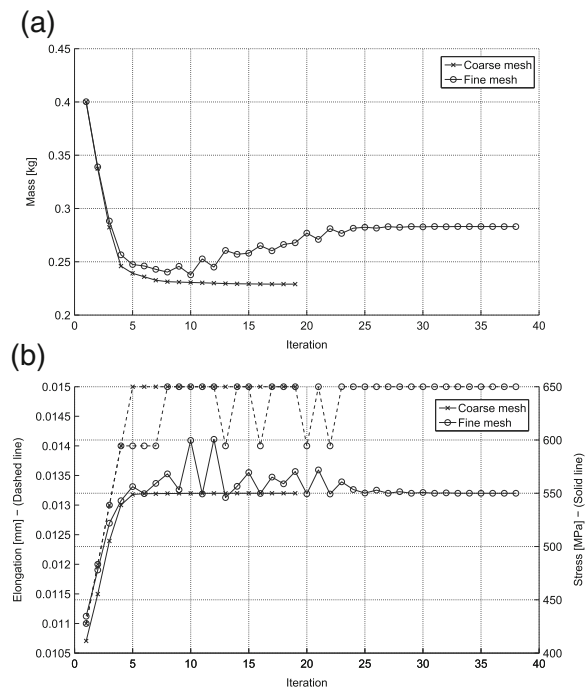 (a)
0.45
0.4
0.35
0.3
0.25
0.2
Mass [kg]
Coarse mesh
Fine mesh
0 5 10 15 20 25 30 35 40
Iteration
(b)
0.015
0.0145
0.014
0.0135
0.013
0.0125
0.012
0.0115
0.011
0.0105
Elongation [mm] − (Dashed line)
Coarse mesh
Fine mesh
650
600
550
500
450
400
Stress [MPa] − (Solid line)
0 5 10 15 20 25 30 35 40
Iteration